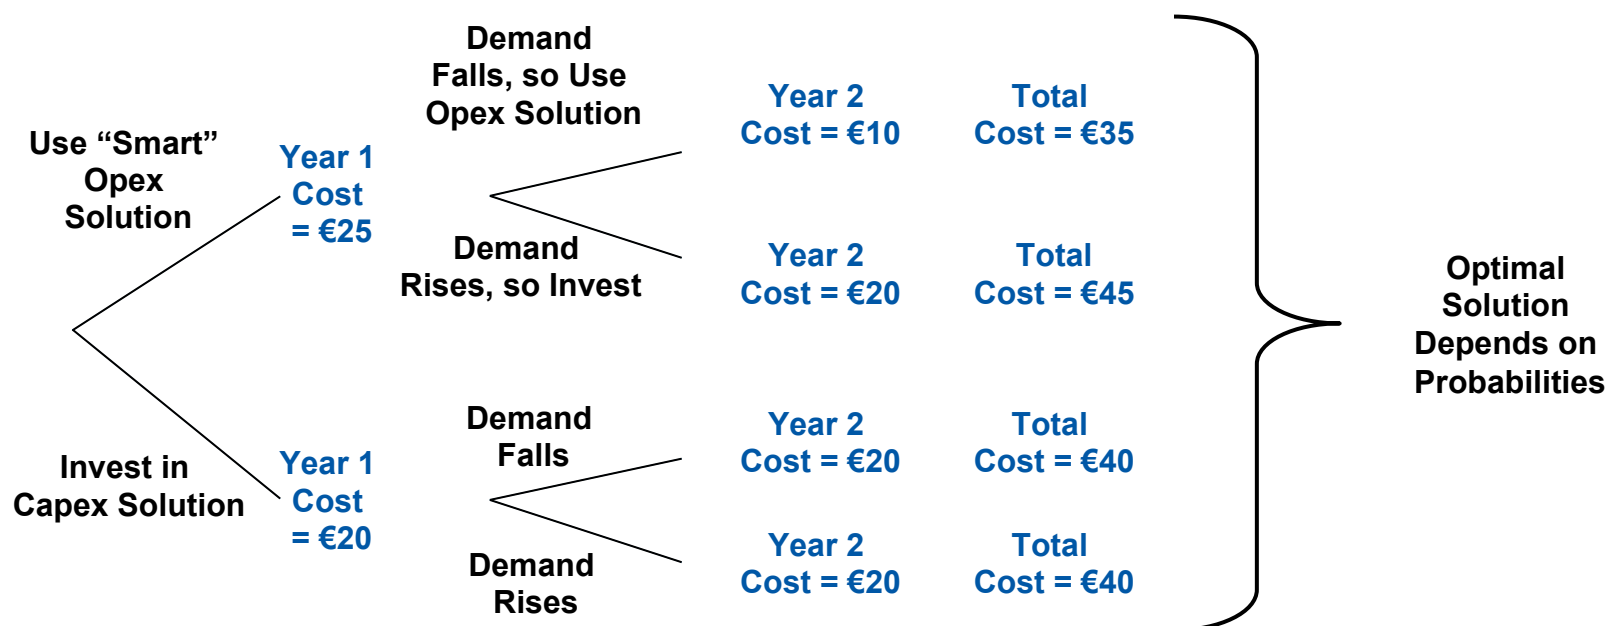 Use “Smart”
Opex
Solution
Year 1
Cost
= €25
Demand
Falls, so Use
Opex Solution
Year 2
Cost = €10
Total
Cost = €35
Demand
Rises, so Invest
Year 2
Cost = €20
Total
Cost = €45
Invest in
Capex Solution
Year 1
Cost
= €20
Demand
Falls
Year 2
Cost = €20
Total
Cost = €40
Demand
Rises
Year 2
Cost = €20
Total
Cost = €40
Optimal
Solution
Depends on
Probabilities